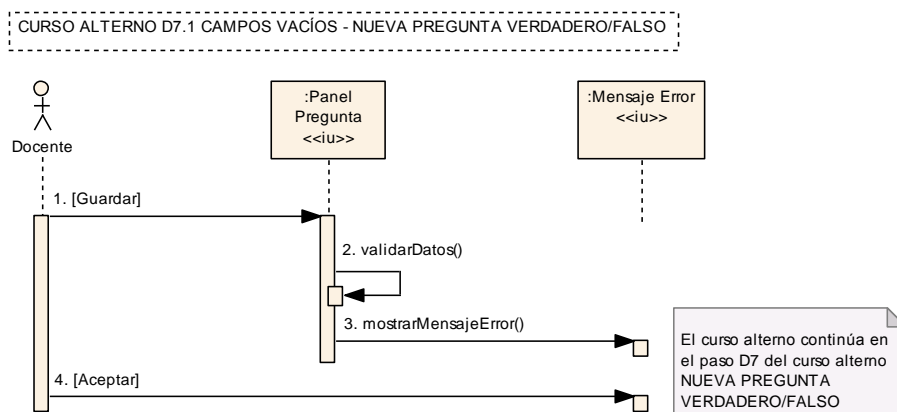 CURSO ALTERNO D7.1 CAMPOS VACÍOS - NUEVA PREGUNTA VERDADERO/FALSO
:Panel
Pregunta
<<iu>>
:Mensaje Error
<<iu>>
Docente
1. [Guardar]
2. validarDatos()
3. mostrarMensajeError()
4. [Aceptar]
El curso alterno continúa en
el paso D7 del curso alterno
NUEVA PREGUNTA
VERDADERO/FALSO